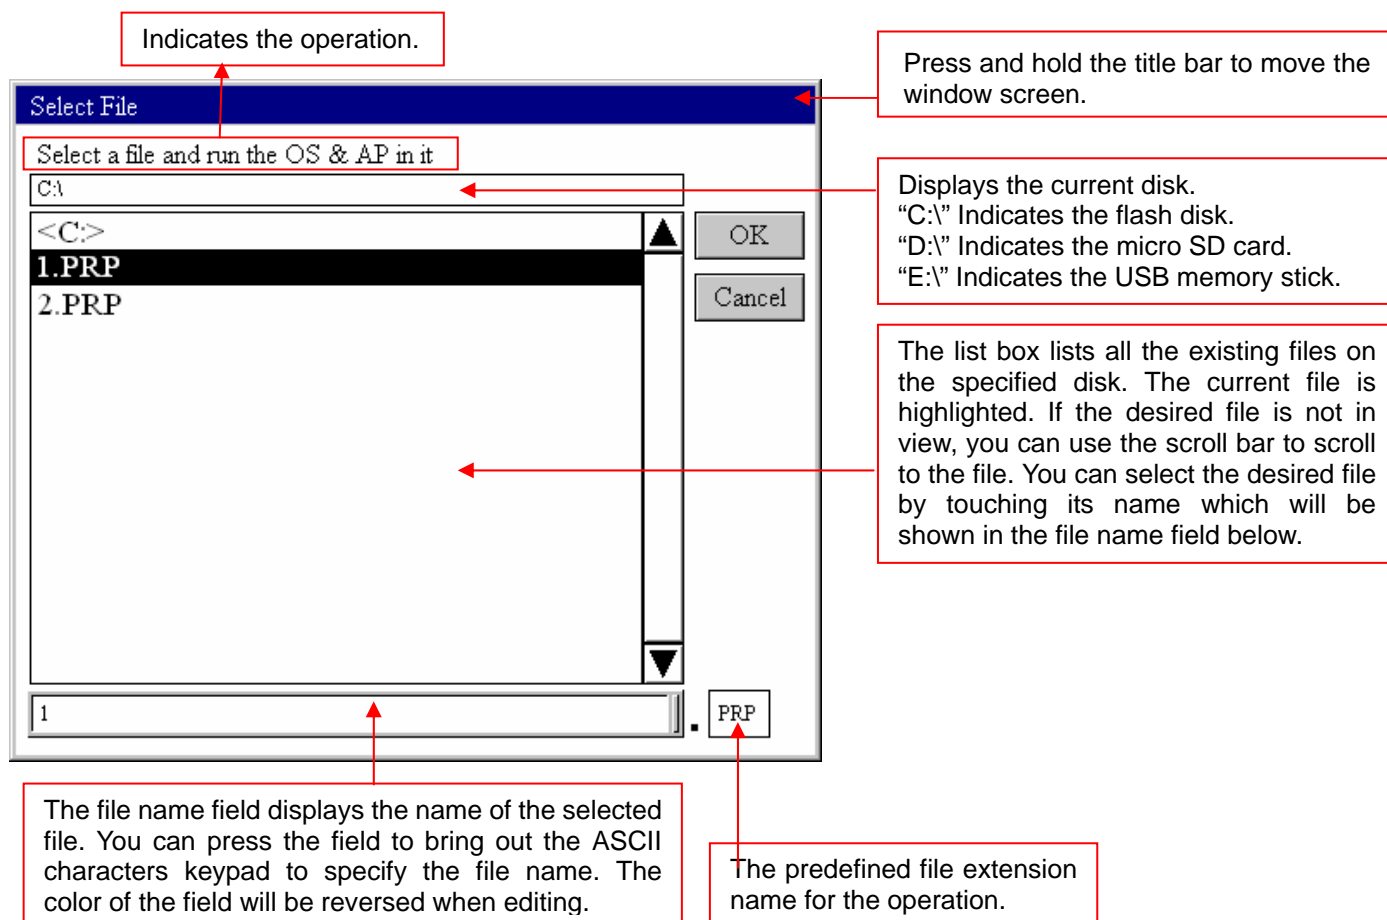 Indicates the operation.
Press and hold the title bar to move the
window screen.
Select File
Select a file and run the OS & AP in it
C:\
Displays the current disk.
“C:\” Indicates the flash disk.
“D:\” Indicates the micro SD card.
“E:\” Indicates the USB memory stick.
<C:>
OK
1.PRP
2.PRP
Cancel
The list box lists all the existing files on
the specified disk. The current file is
highlighted. If the desired file is not in
view, you can use the scroll bar to scroll
to the file. You can select the desired file
by touching its name which will be
shown in the file name field below.
1
. PRP
The file name field displays the name of the selected
file. You can press the field to bring out the ASCII
characters keypad to specify the file name. The
color of the field will be reversed when editing.
The predefined file extension
name for the operation.